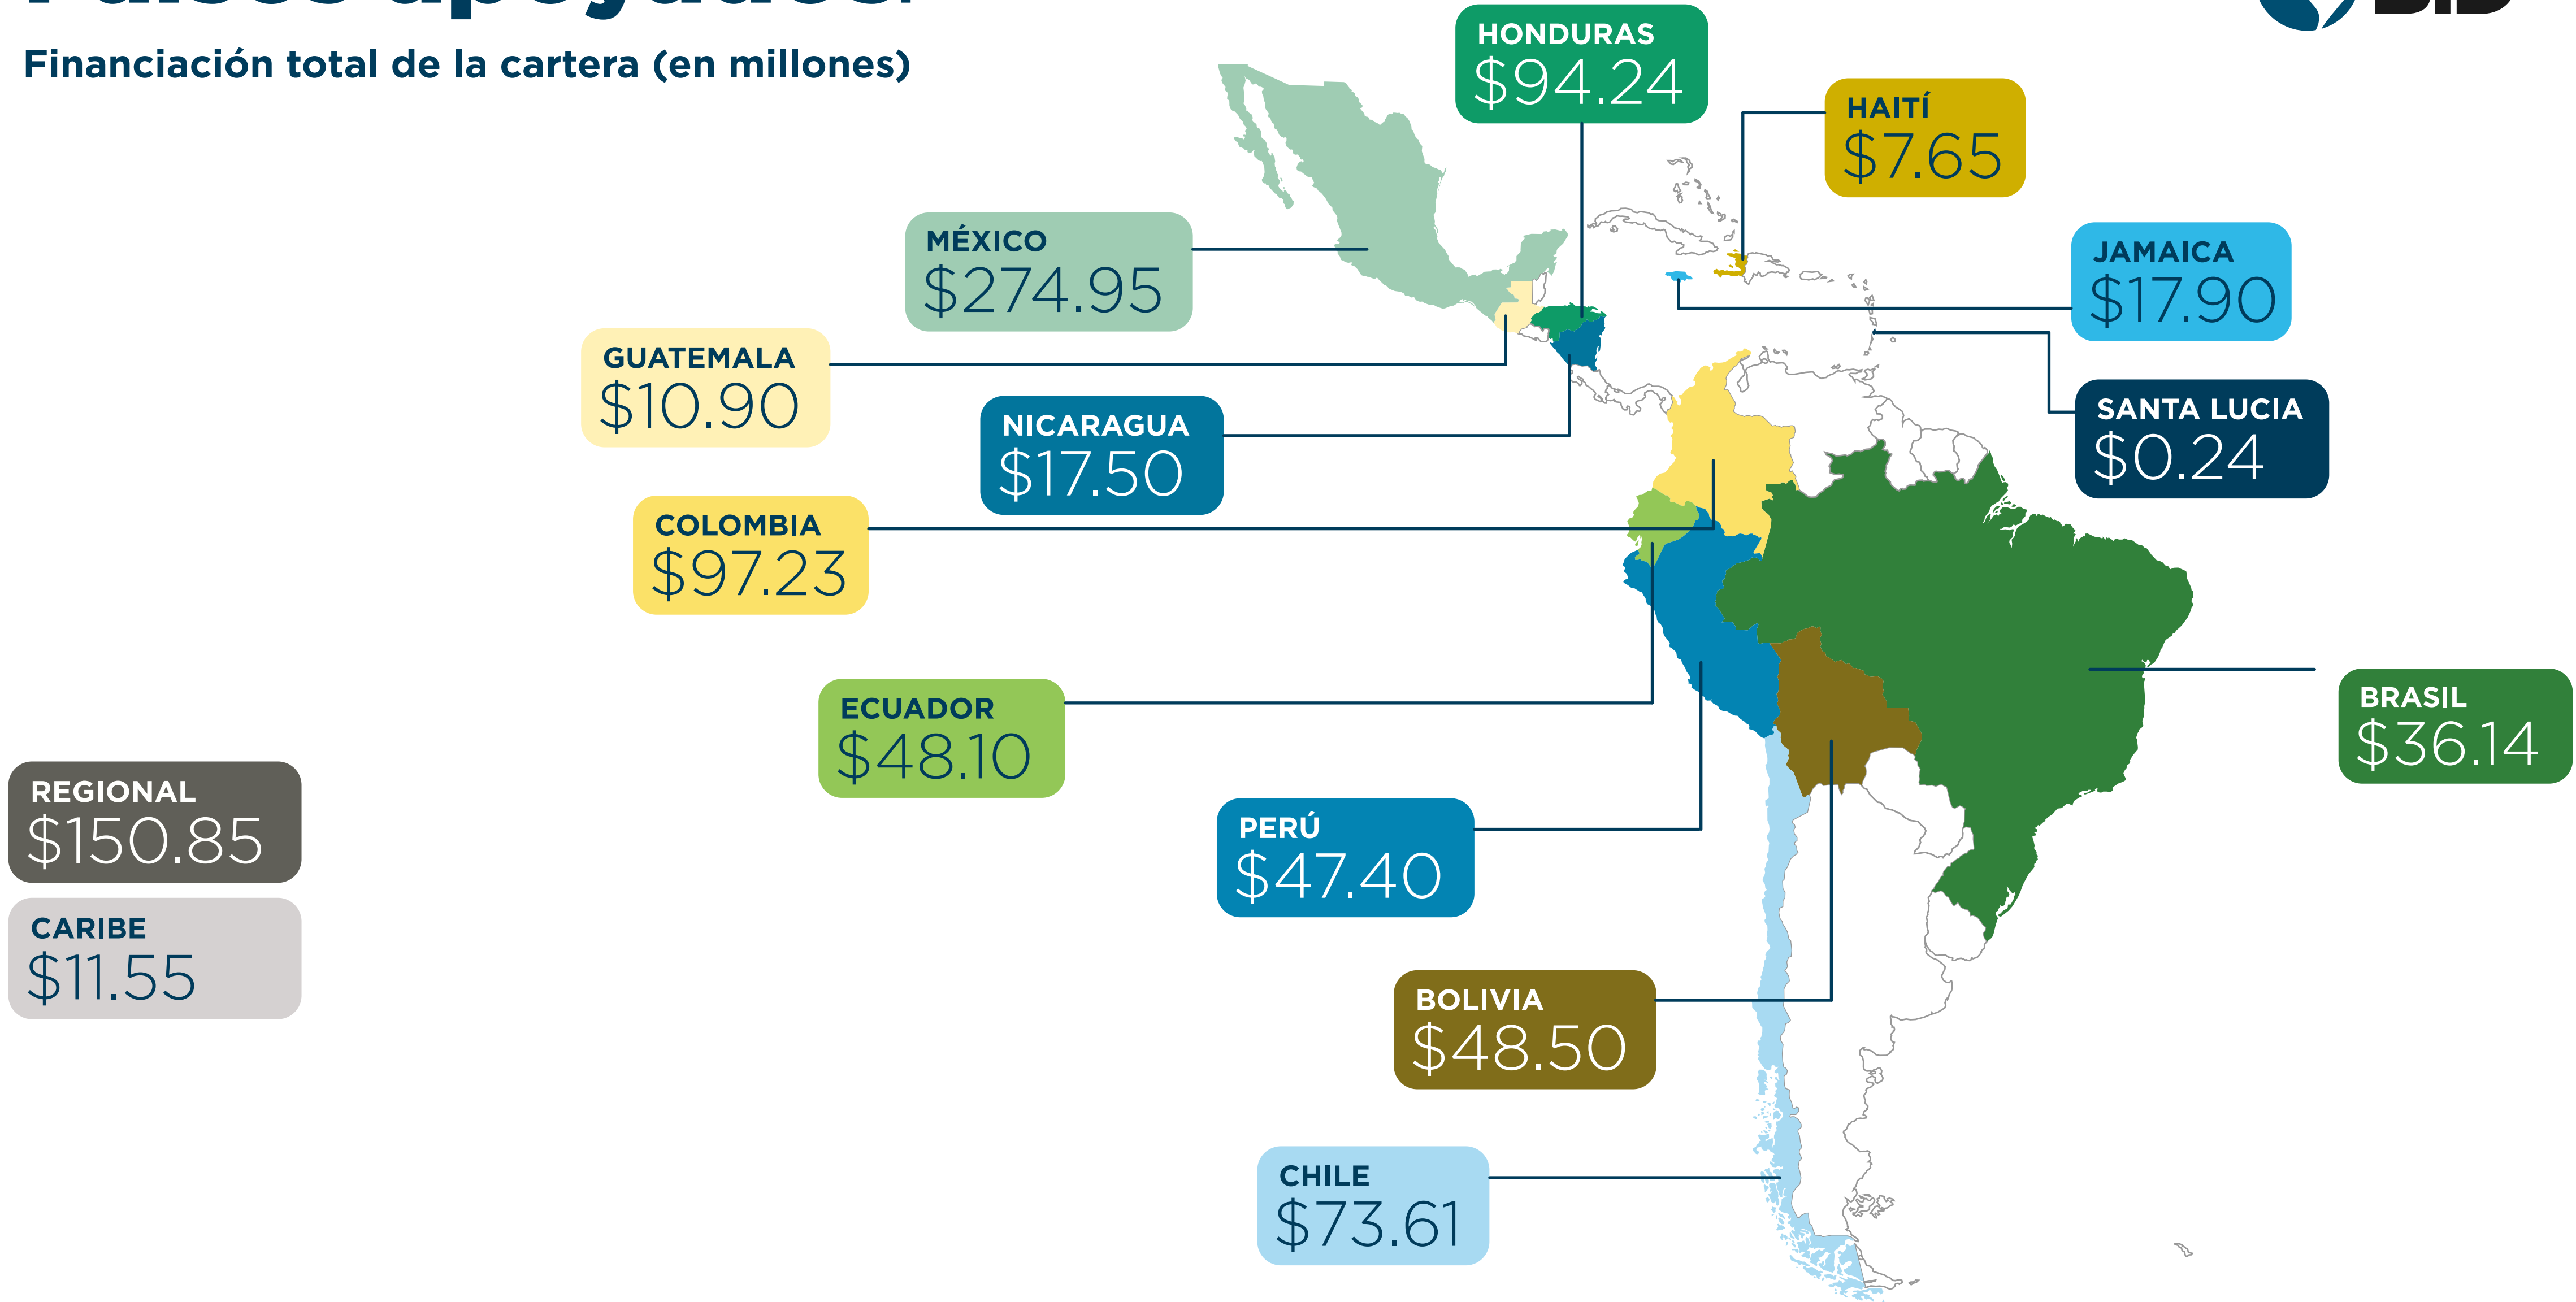 Financiación total de la cartera (en millones)
HONDURAS
$94.24
HAITÍ
$7.65
MÉXICO
$274.95
JAMAICA
$17.90
GUATEMALA
$10.90
NICARAGUA
$17.50
SANTA LUCIA
$0.24
COLOMBIA
$97.23
ECUADOR
$48.10
BRASIL
$36.14
REGIONAL
$150.85
PERÚ
$47.40
CARIBE
$11.55
BOLIVIA
$48.50
CHILE
$73.61